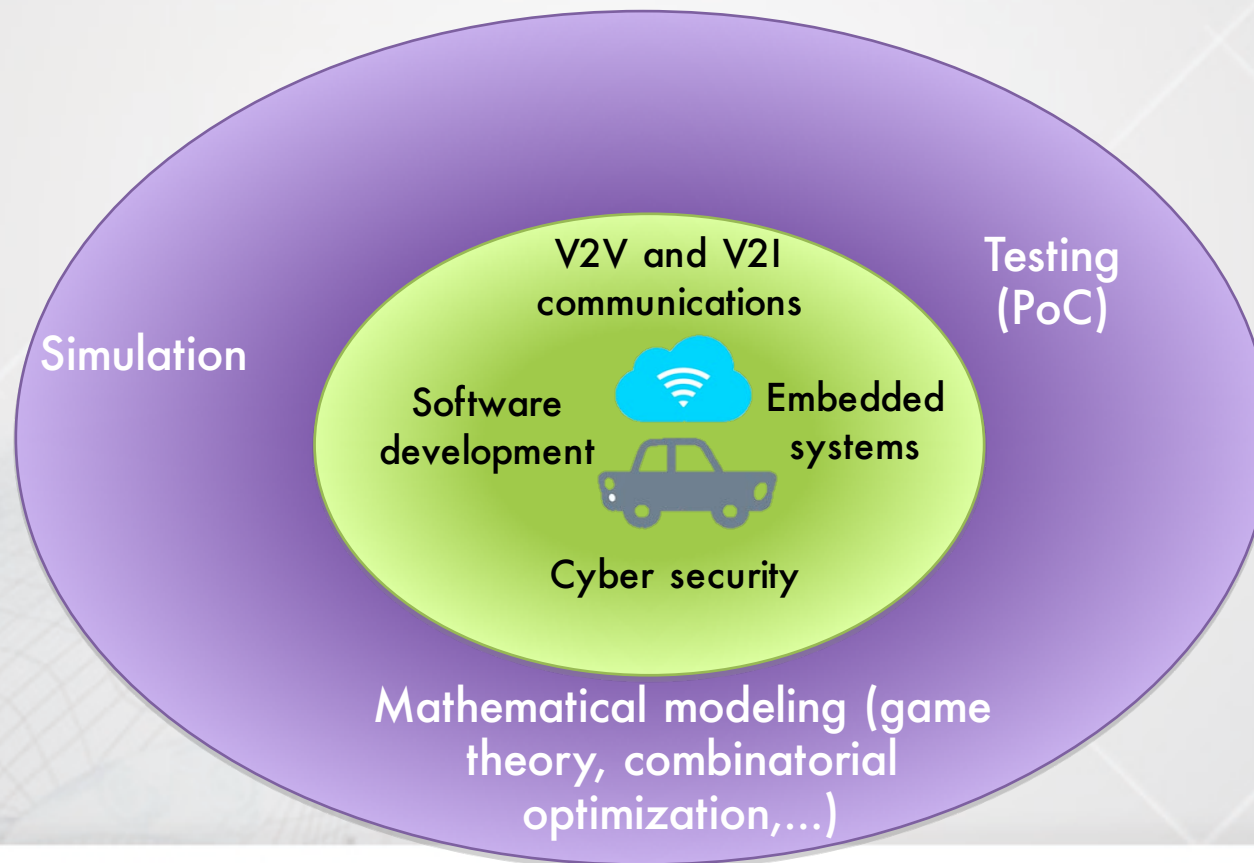 V2V and V2I
communications
Testing
(PoC)
Simulation
Software
development
Embedded
systems
Cyber security
Mathematical modeling (game
theory, combinatorial
optimization,...)